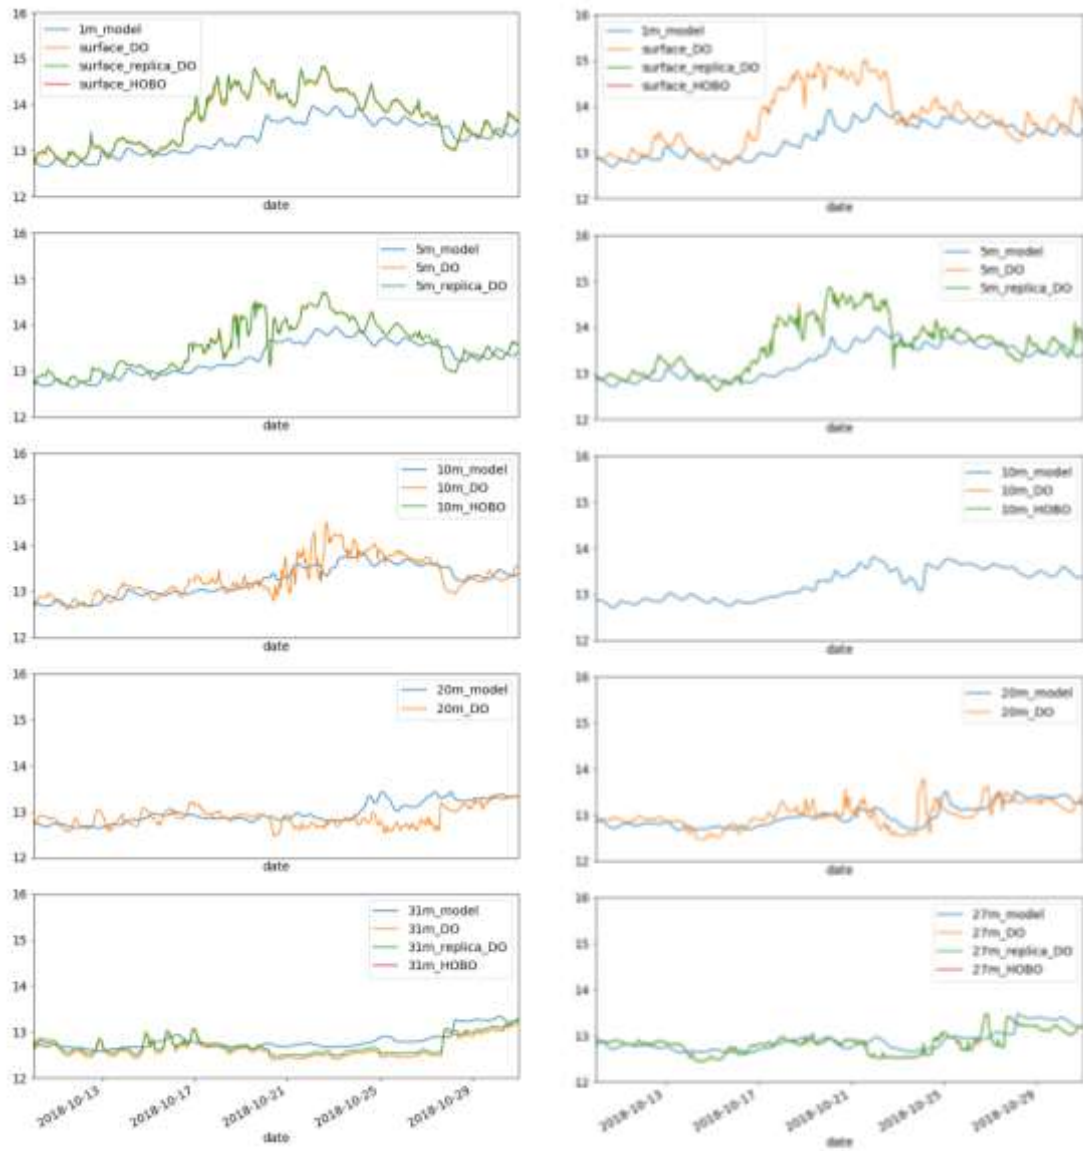 16
15
14
13
12
1m_model
surface_DO
surface_replica_DO
surface_HOBO
date
16
15
14
13
12
5m_model
5m_DO
5m_replica_DO
date
16
15
14
13
12
10m_model
10m_DO
10m_HOBO
date
16
15
14
13
12
20m_model
20m_DO
date
16
15
14
13
12
31m_model
31m_DO
31m_replica_DO
31m_HOBO
2018-10-13
2018-10-17
2018-10-21
2018-10-25
2018-10-29
date
16
15
14
13
12
1m_model
surface_DO
surface_replica_DO
surface_HOBO
date
16
15
14
13
12
5m_model
5m_DO
5m_replica_DO
date
16
15
14
13
12
10m_model
10m_DO
10m_HOBO
date
16
15
14
13
12
20m_model
20m_DO
date
16
15
14
13
12
27m_model
27m_DO
27m_replica_DO
27m_HOBO
2018-10-13
2018-10-17
2018-10-21
2018-10-25
2018-10-29
date